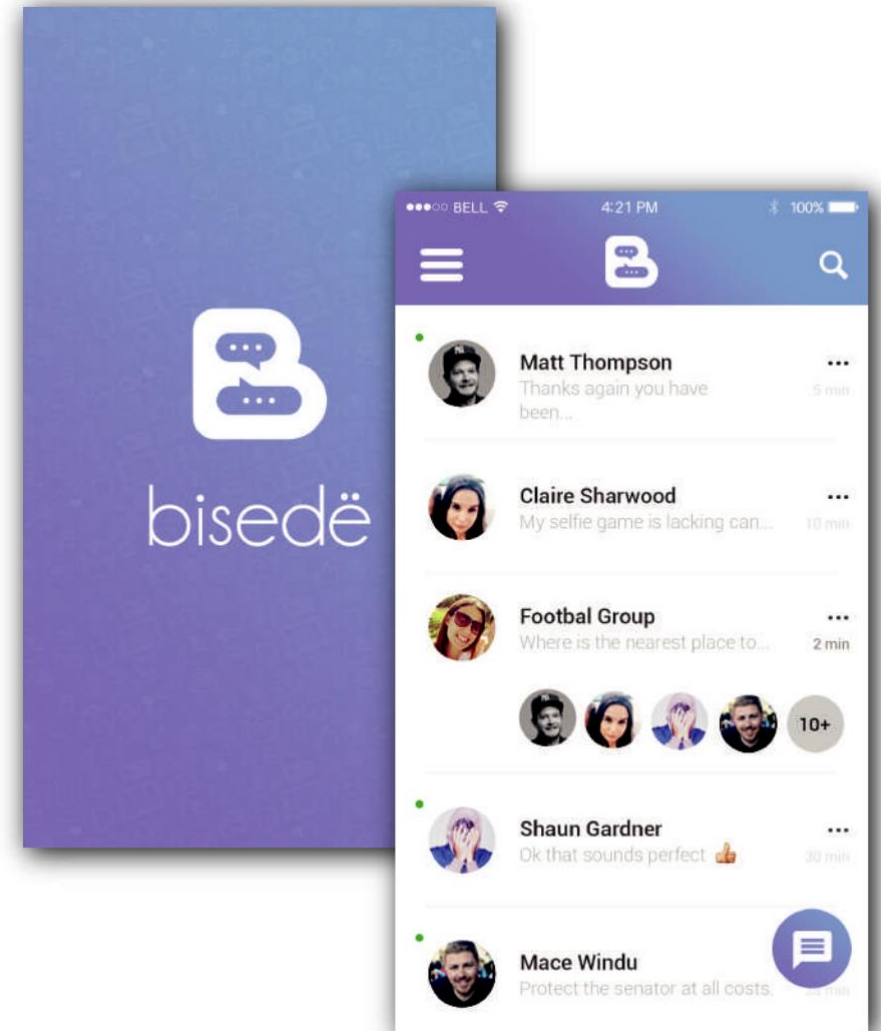 bisedë
BELL 4:21 PM 100%
Matt Thompson
Thanks again you have
been...
5 min
Claire Sharwood
My selfie game is lacking can...
10 min
Footbal Group
Where is the nearest place to...
2 min
10+
Shaun Gardner
Ok that sounds perfect 👍
30 min
Mace Windu
Protect the senator at all costs.